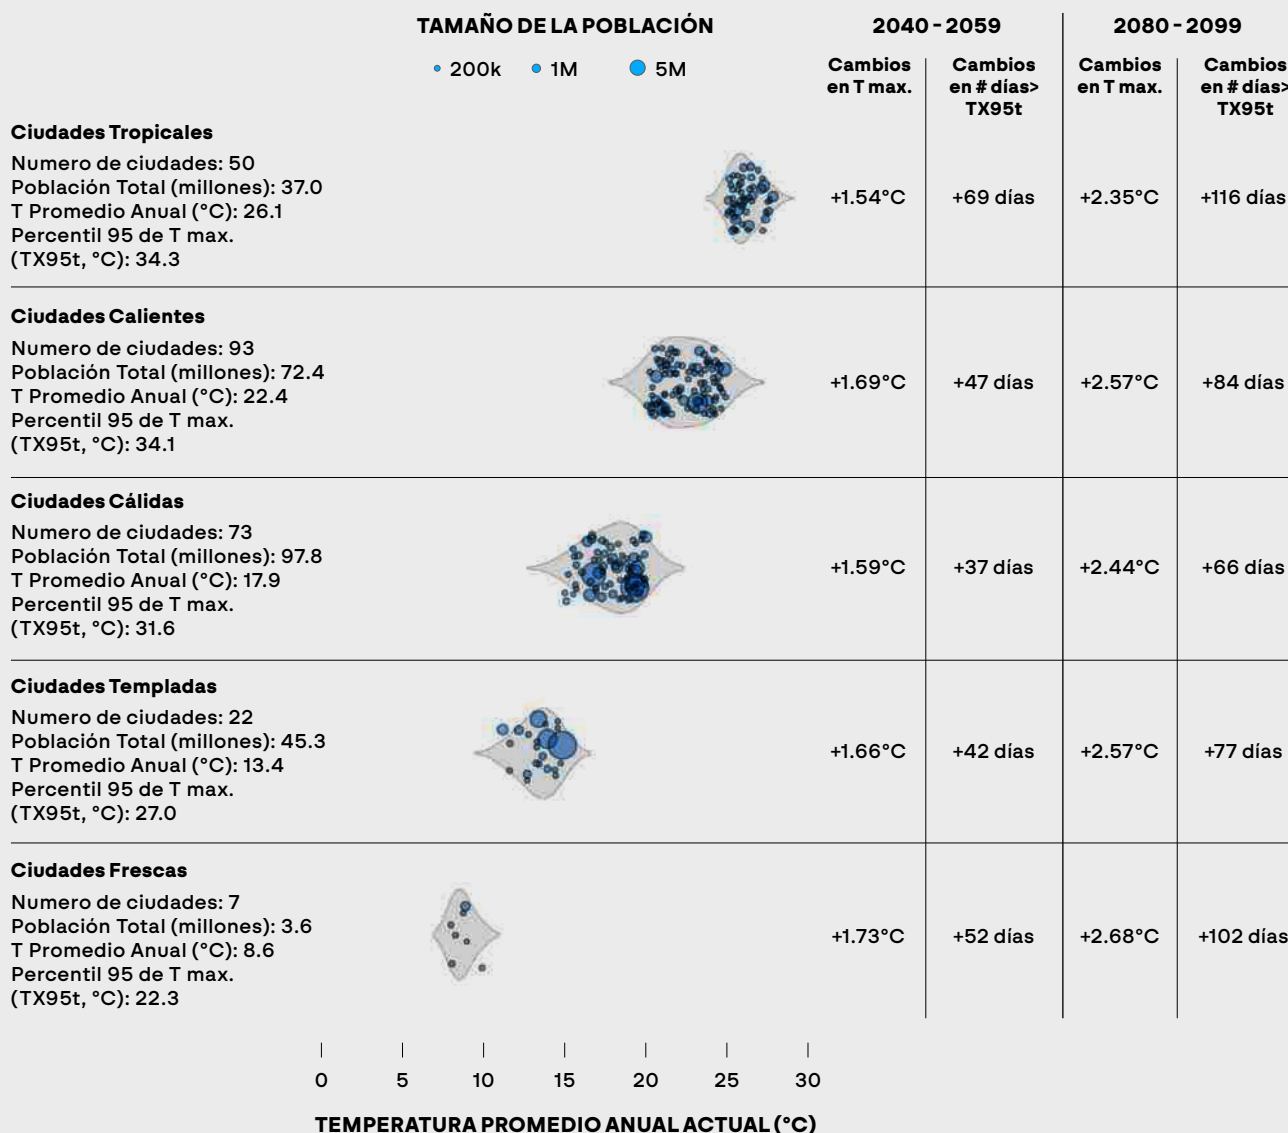 TAMAÑO DE LA POBLACIÓN
200k 1M 5M
2040 - 2059
2080 - 2099
Cambios
en T max.
Cambios
en # días>
TX95t
Cambios
en T max.
Cambios
en # días>
TX95t
Ciudades Tropicales
Numero de ciudades: 50
Población Total (millones): 37.0
T Promedio Anual (°C): 26.1
Percentil 95 de T max.
(TX95t, °C): 34.3
+1.54°C +69 días +2.35°C +116 días
Ciudades Calientes
Numero de ciudades: 93
Población Total (millones): 72.4
T Promedio Anual (°C): 22.4
Percentil 95 de T max.
(TX95t, °C): 34.1
+1.69°C +47 días +2.57°C +84 días
Ciudades Cálidas
Numero de ciudades: 73
Población Total (millones): 97.8
T Promedio Anual (°C): 17.9
Percentil 95 de T max.
(TX95t, °C): 31.6
+1.59°C +37 días +2.44°C +66 días
Ciudades Templadas
Numero de ciudades: 22
Población Total (millones): 45.3
T Promedio Anual (°C): 13.4
Percentil 95 de T max.
(TX95t, °C): 27.0
+1.66°C +42 días +2.57°C +77 días
Ciudades Frescas
Numero de ciudades: 7
Población Total (millones): 3.6
T Promedio Anual (°C): 8.6
Percentil 95 de T max.
(TX95t, °C): 22.3
+1.73°C +52 días +2.68°C +102 días
0 5 10 15 20 25 30
TEMPERATURA PROMEDIO ANUAL ACTUAL (°C)